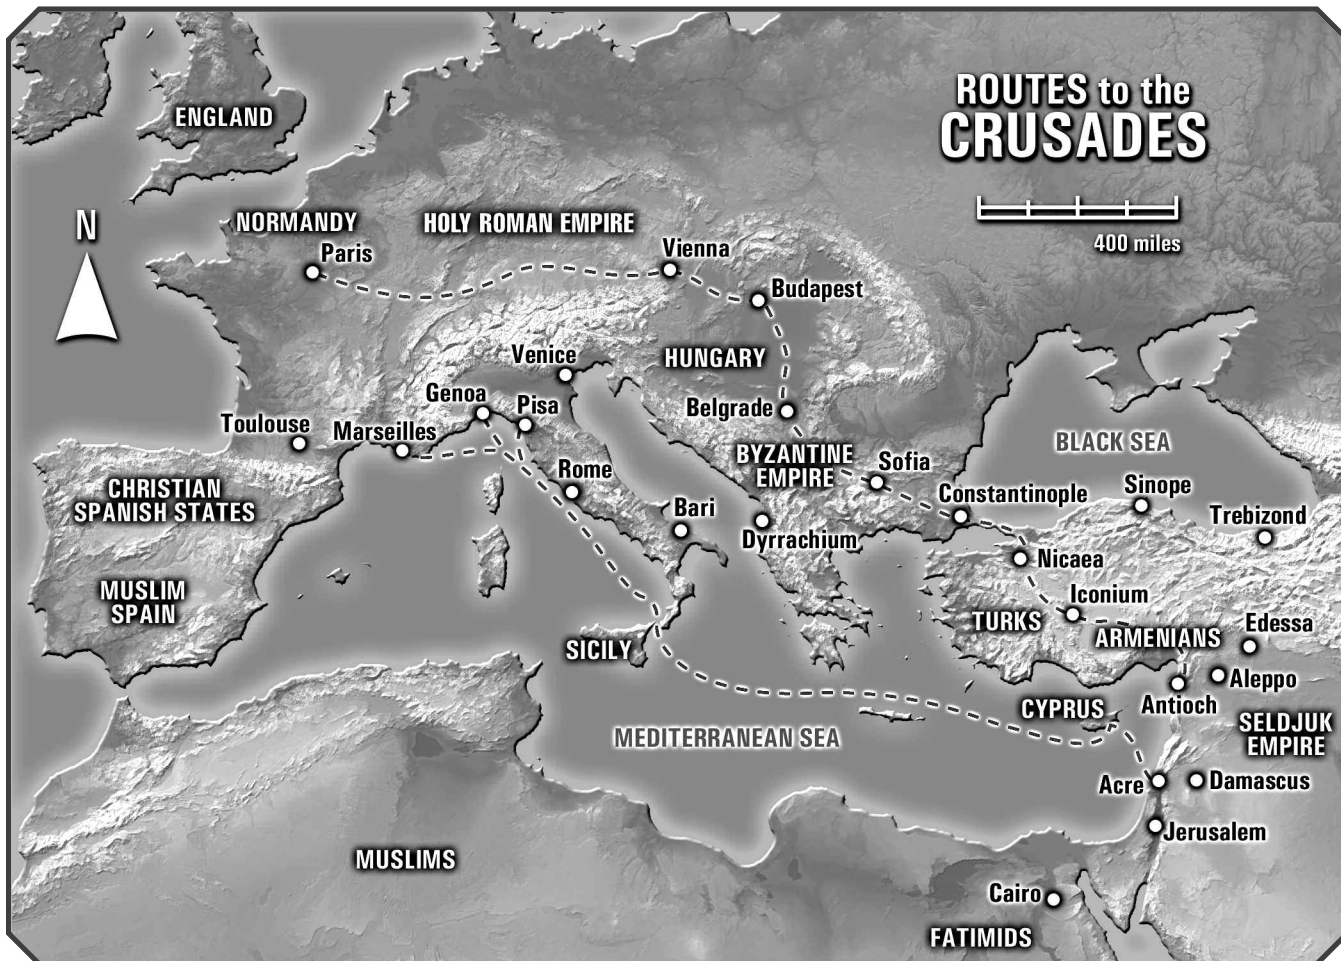 ROUTES to the
CRUSADES
400 miles
N
ENGLAND
NORMANDY
HOLY ROMAN EMPIRE
Paris
Vienna
Budapest
Venice
HUNGARY
Genoa
Pisa
Belgrade
Toulouse
Marseilles
BLACK SEA
BYZANTINE
EMPIRE
Sofia
Rome
CHRISTIAN
SPANISH STATES
Constantinople
Sinope
Bari
Trebizond
Dyrrachium
Nicaea
MUSLIM
SPAIN
Iconium
TURKS
Edessa
ARMENIANS
SICILY
Aleppo
Antioch
CYPRUS
SELDJUK
EMPIRE
MEDITERRANEAN SEA
Acre
Damascus
Jerusalem
MUSLIMS
Cairo
FATIMIDS